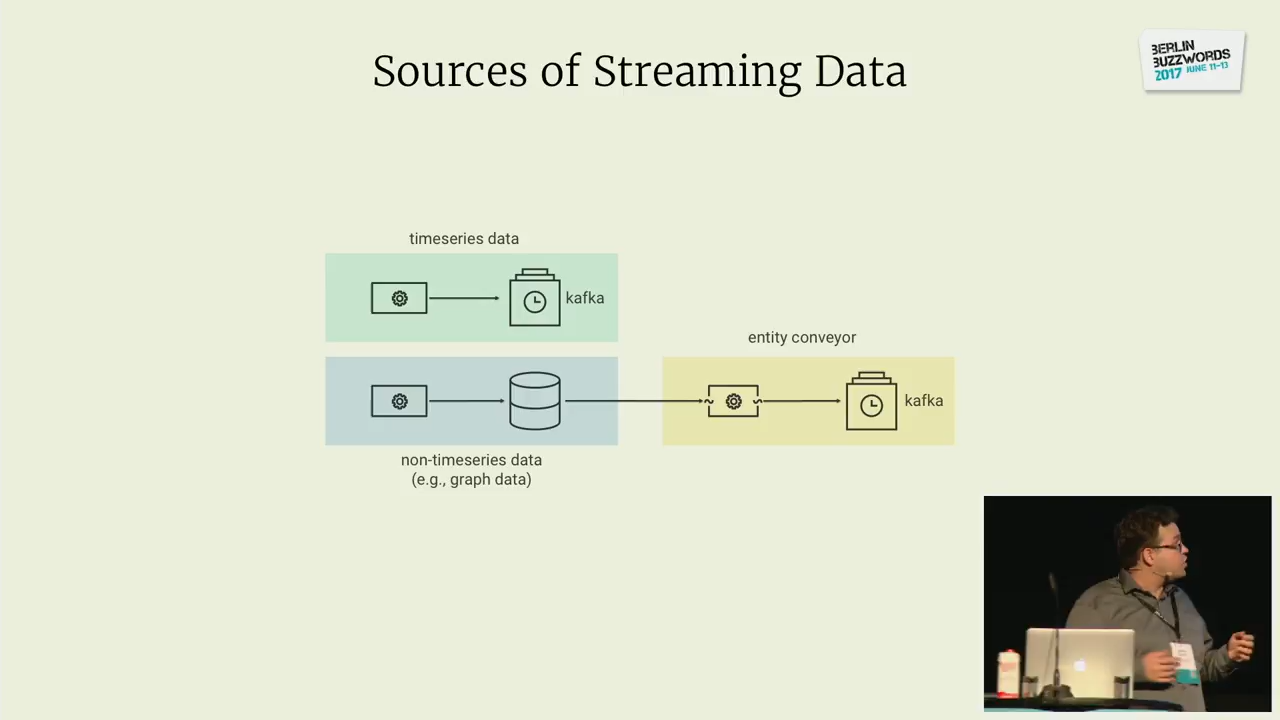 Sources of Streaming Data
BERLIN
BUZZWORDS
2017 JUNE 11-13
timeseries data
kafka
entity conveyor
kafka
non-timeseries data
(e.g., graph data)